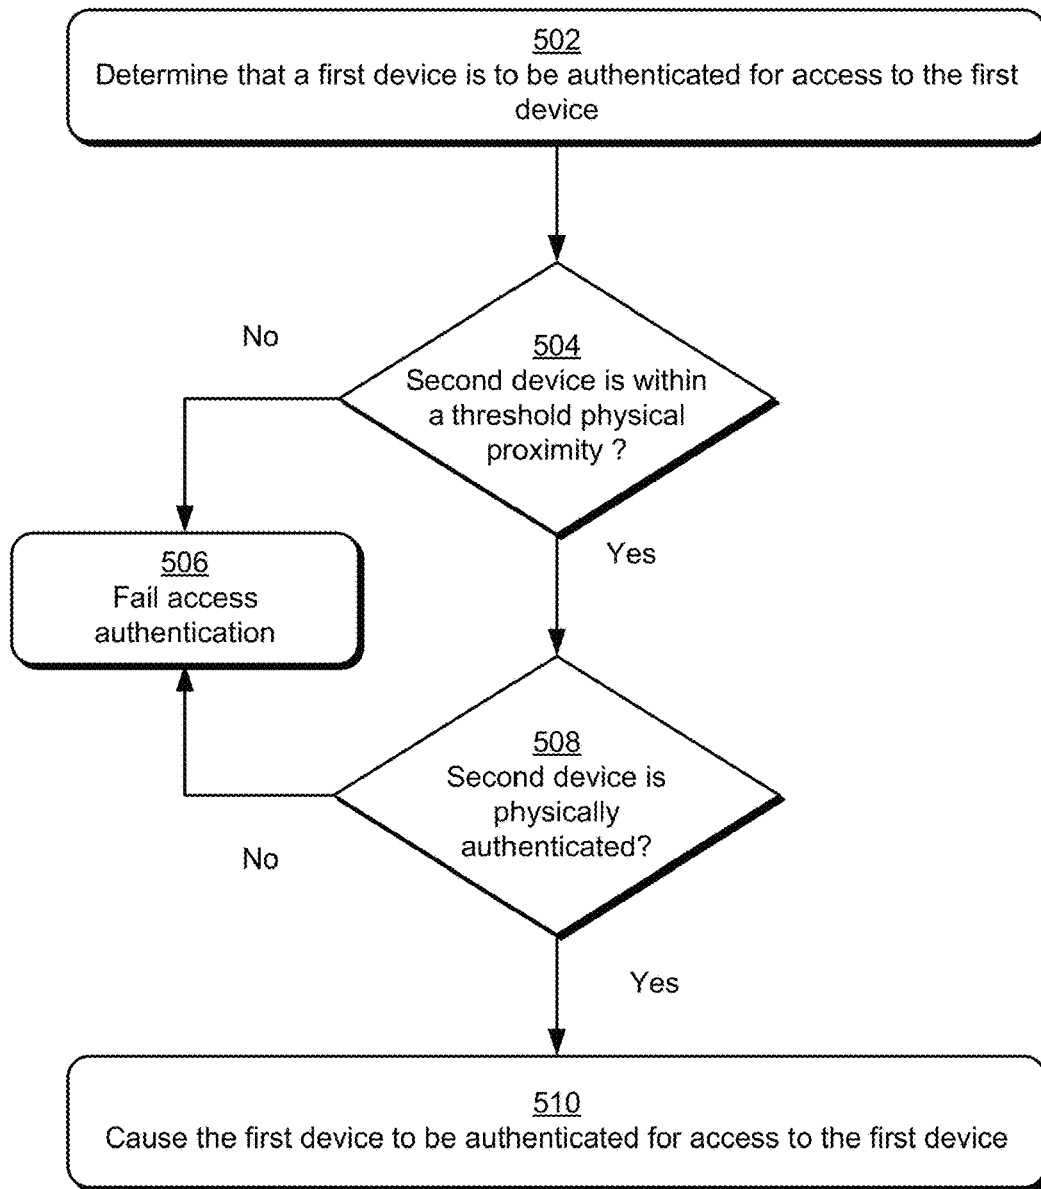 502
Determine that a first device is to be authenticated for access to the first
device
No
504
Second device is within
a threshold physical
proximity ?
Yes
506
Fail access
authentication
508
Second device is
physically
authenticated?
No
Yes
510
Cause the first device to be authenticated for access to the first device